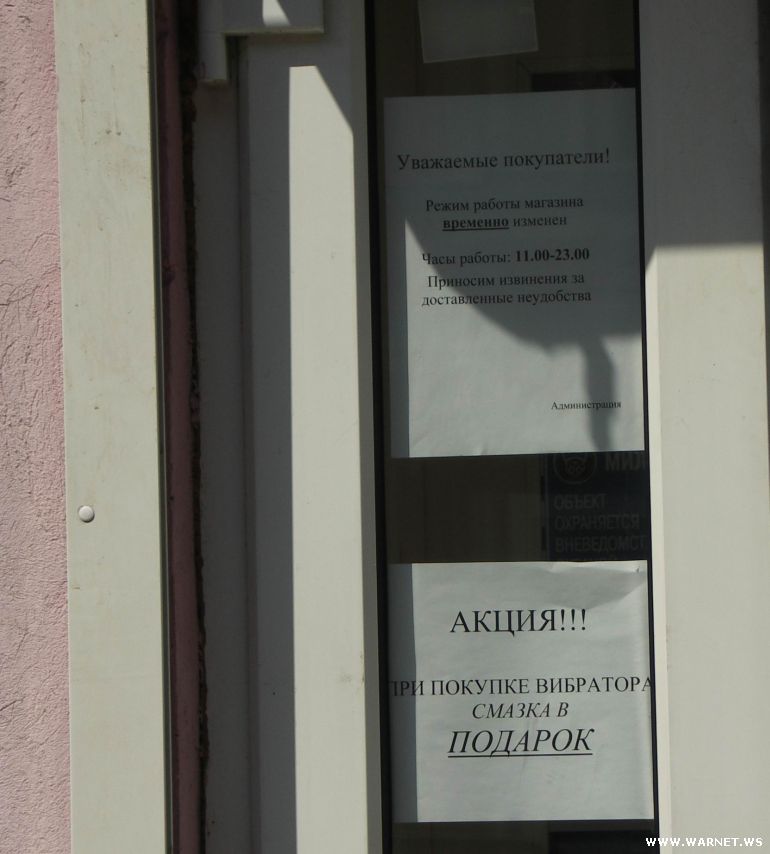 Уважаемые покупатели!
Режим работы магазина
временно изменен
Часы работы: 11.00-23.00
Приносим извинения за
доставленные неудобства
Администрация
ОБЪЕКТ
ОХРАНЯЕТСЯ
АКЦИЯ!!!
ПРИ ПОКУПКЕ ВИБРАТОРА
СМАЗКА В
ПОДАРОК
WWW.WARNET.WS